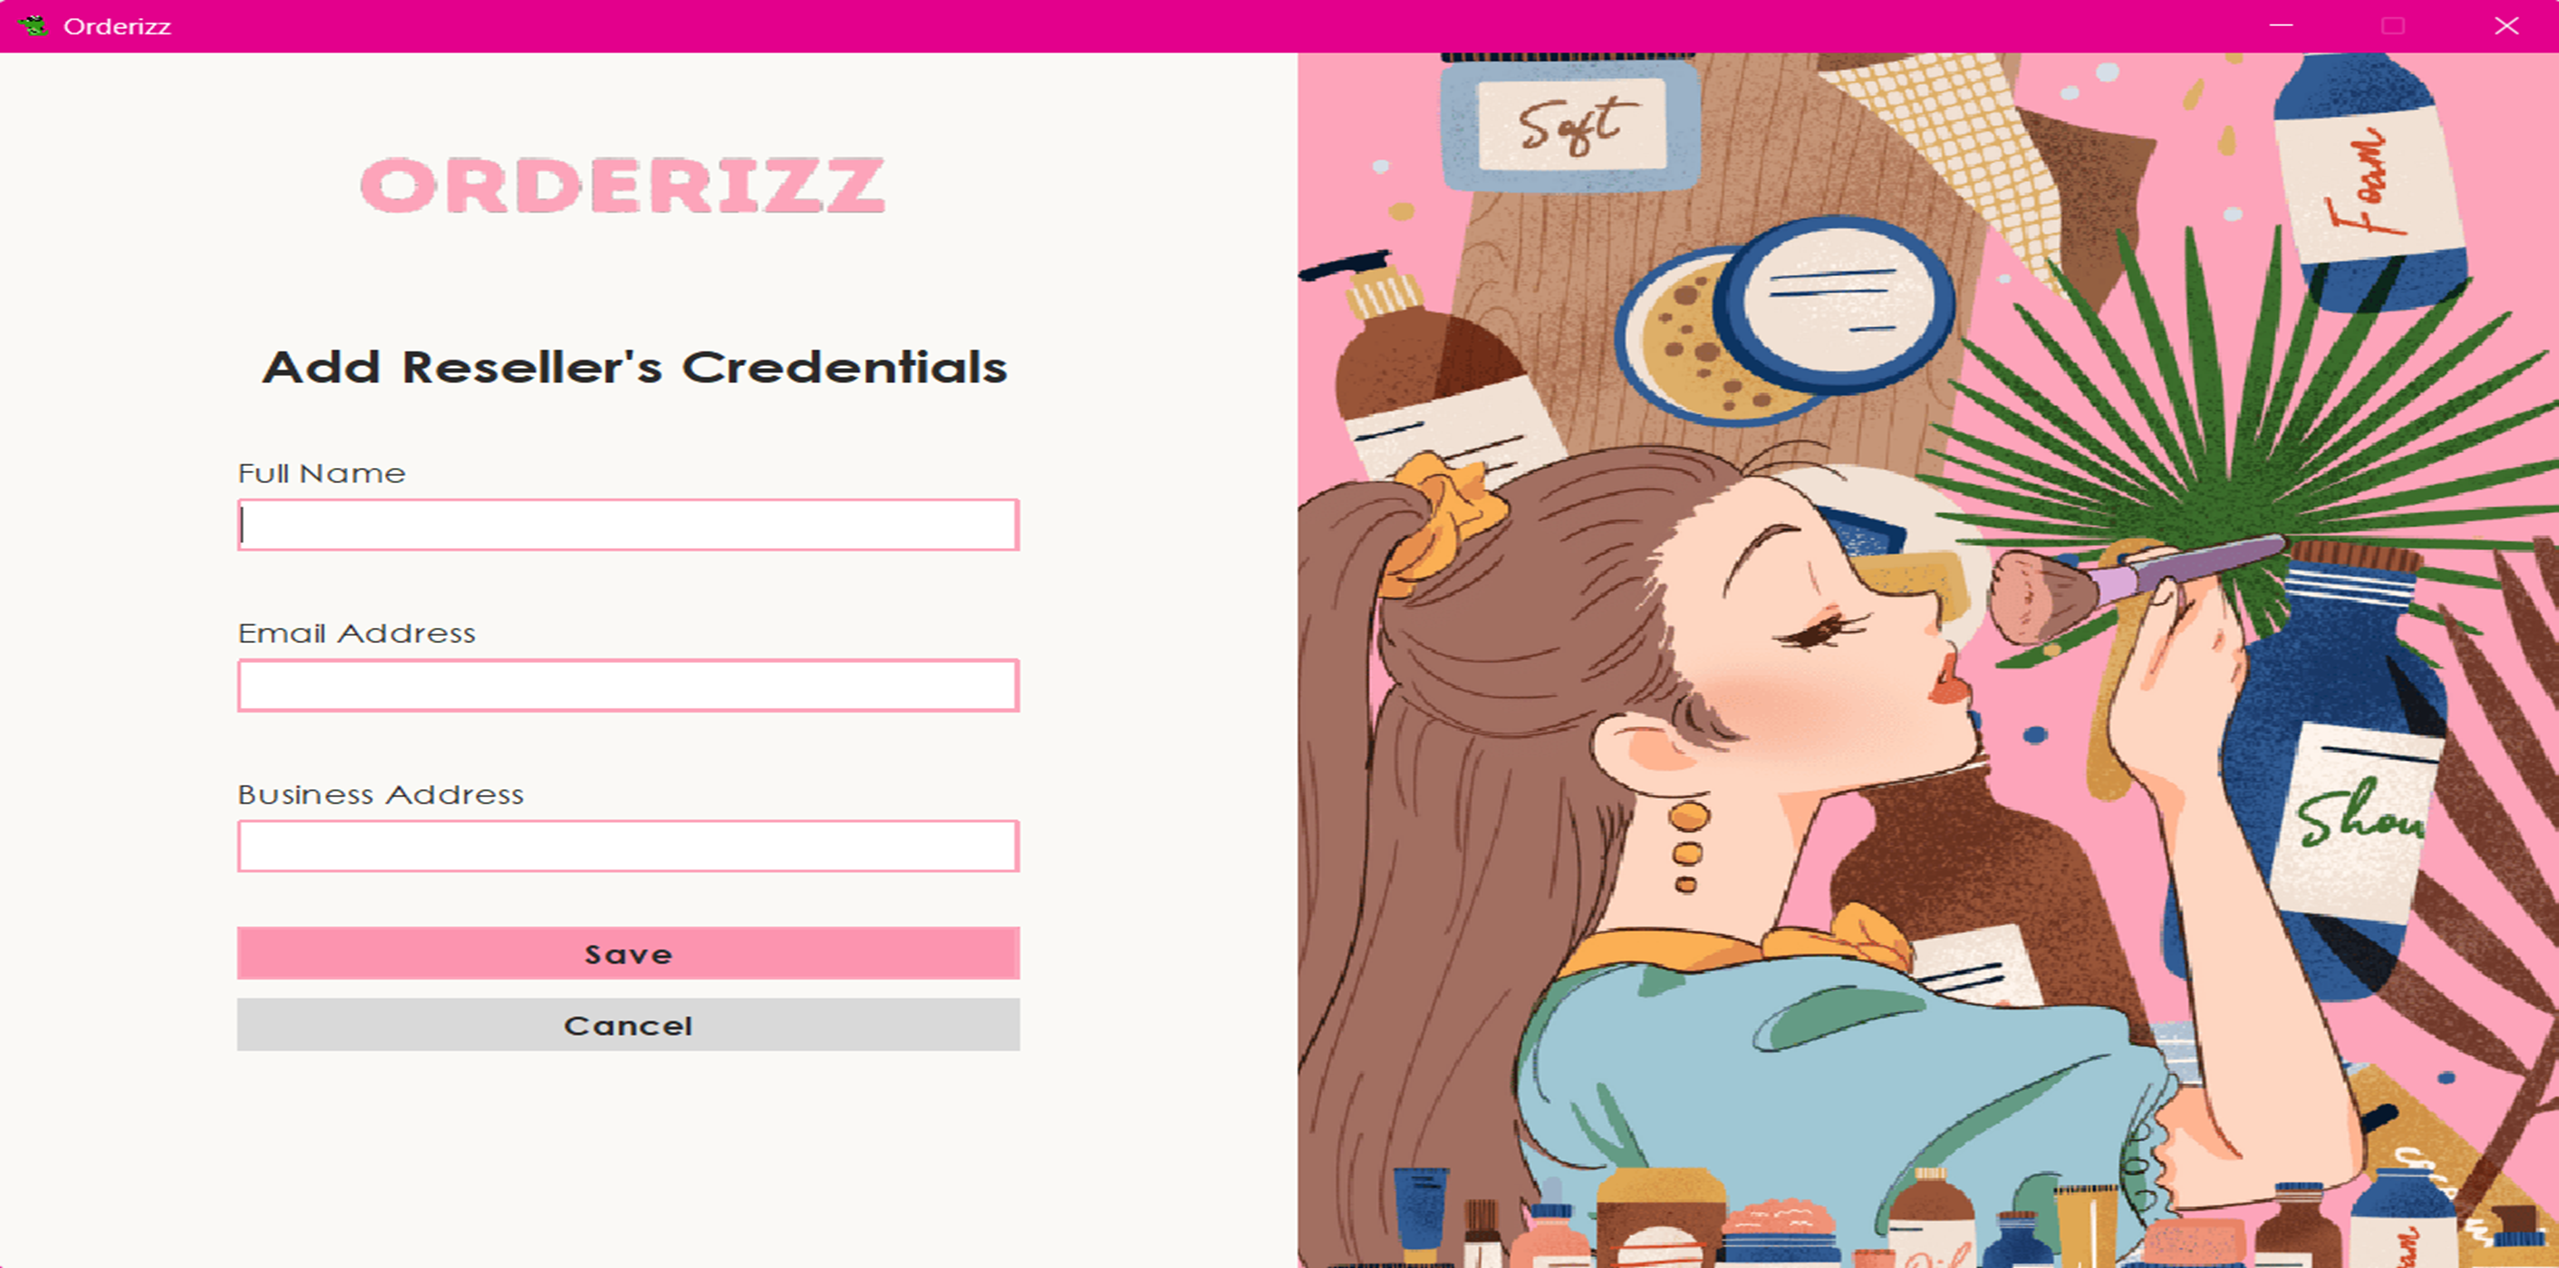 Orderizz
ORDERIZZ
Add Reseller's Credentials
Full Name
Email Address
Business Address
Save
Cancel
Soft
Foam
Show